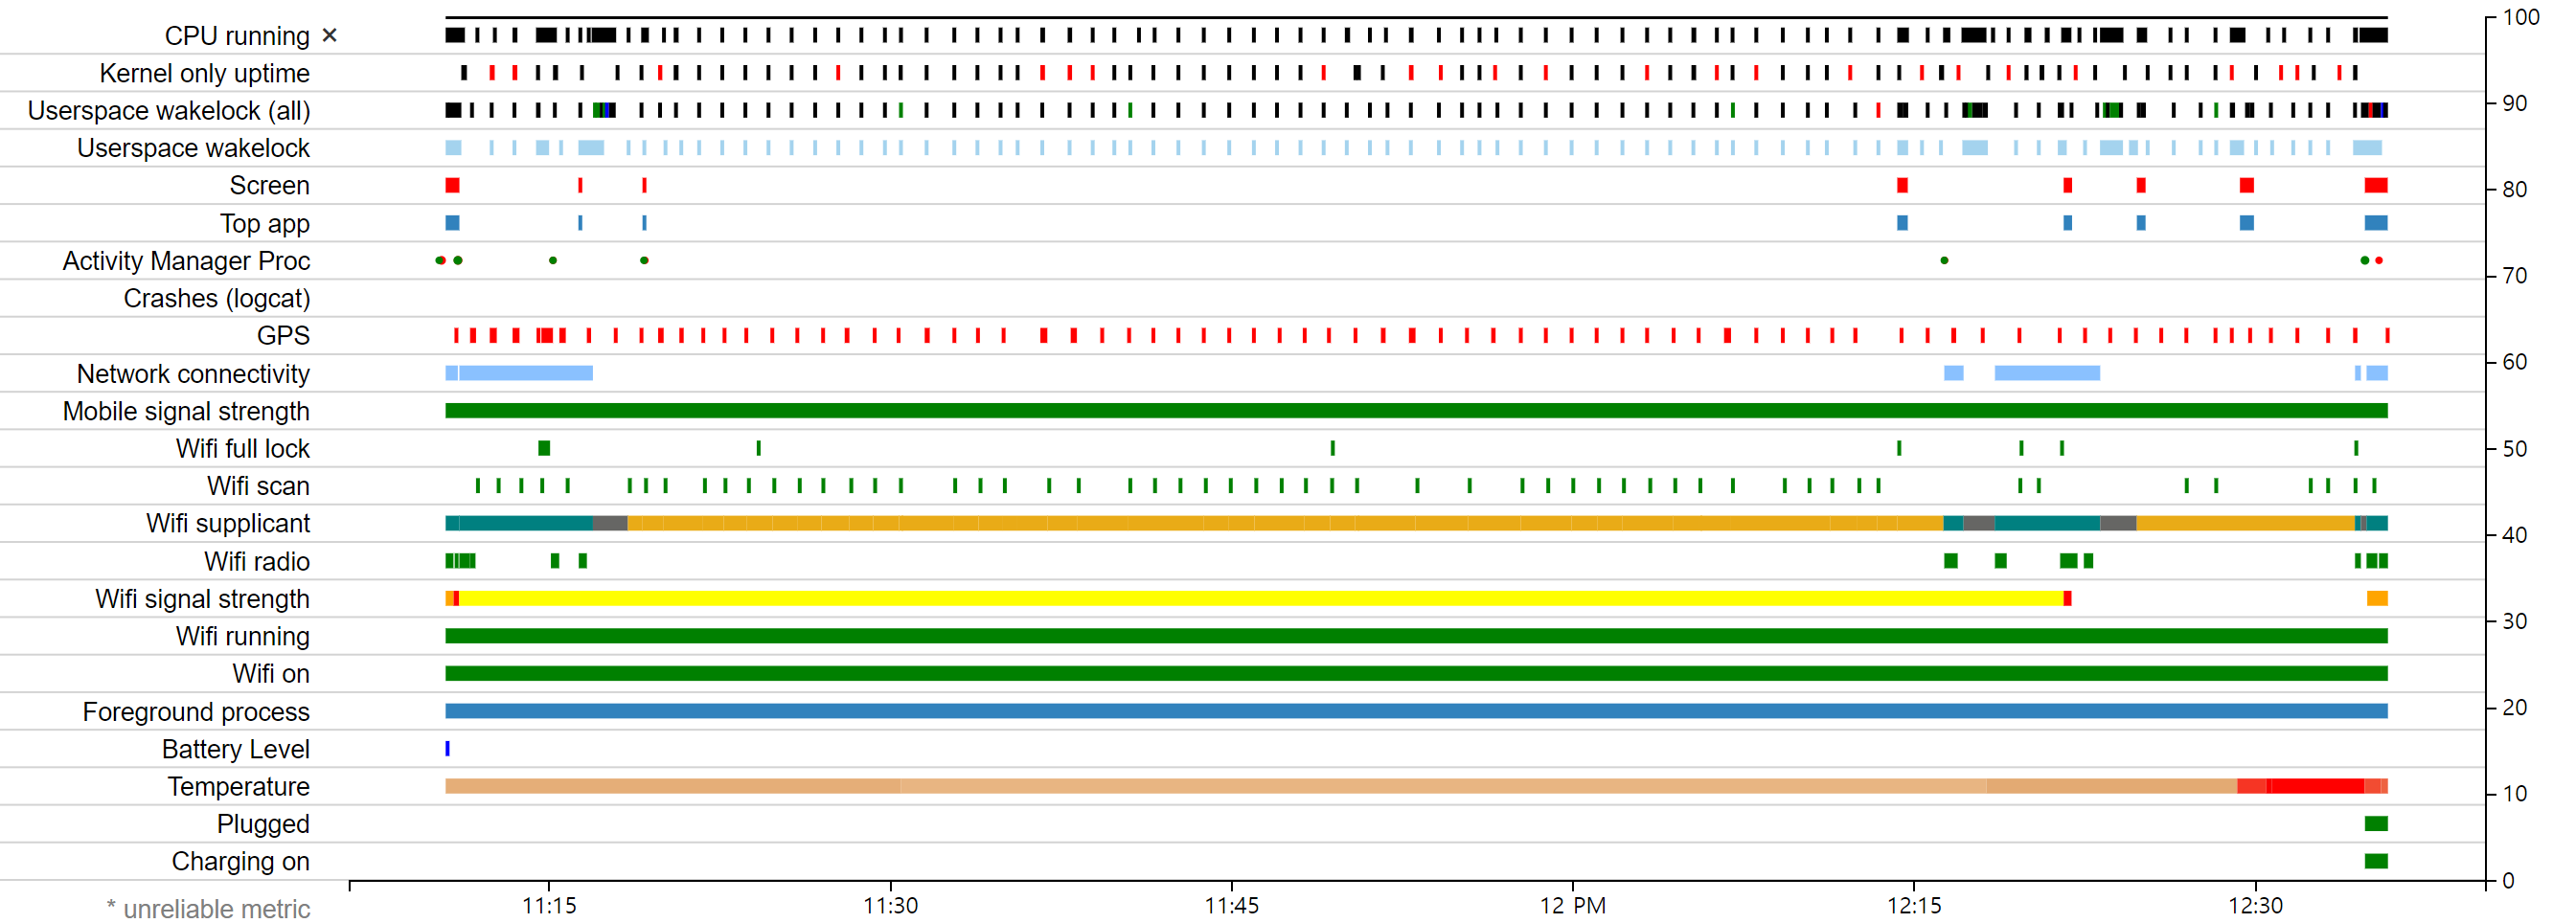 CPU running ×
Kernel only uptime
Userspace wakelock (all)
Userspace wakelock
Screen
Top app
Activity Manager Proc
Crashes (logcat)
GPS
Network connectivity
Mobile signal strength
Wifi full lock
Wifi scan
Wifi supplicant
Wifi radio
Wifi signal strength
Wifi running
Wifi on
Foreground process
Battery Level
Temperature
Plugged
Charging on
* unreliable metric
11:15
11:30
11:45
12 PM
12:15
12:30
100
90
80
70
60
50
40
30
20
10
0